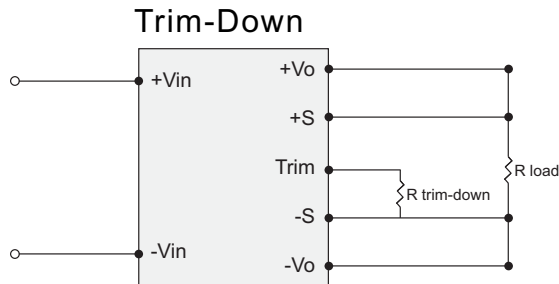 Trim-Down
+Vin
+Vo
+S
Trim
R load
R trim-down
-S
-Vin
-Vo